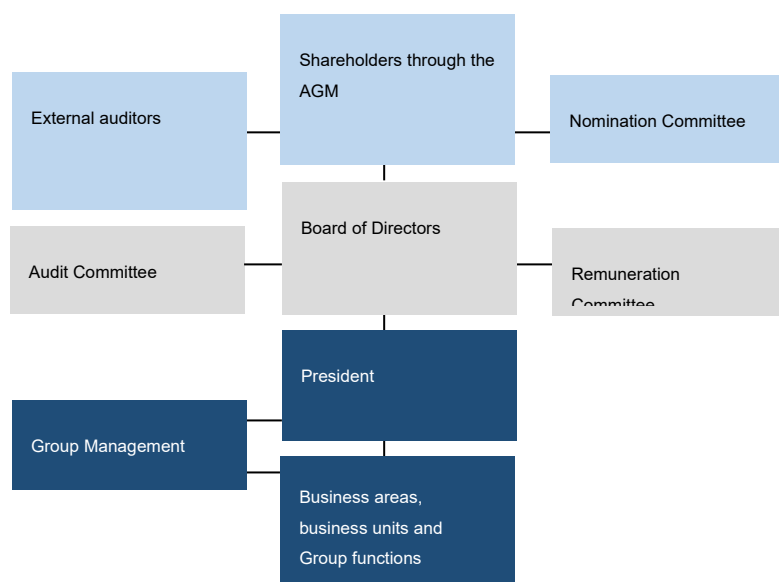 Shareholders through the
AGM
External auditors
Nomination Committee
Board of Directors
Audit Committee
Remuneration
Committee
President
Group Management
Business areas,
business units and
Group functions